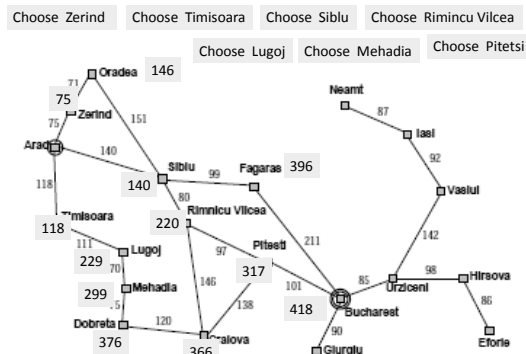 Choose Zerind Choose Timisoara Choose Siblu Choose Rimincu Vilcea
Choose Lugoj Choose Mehadia Choose Pitetsi
Oradea 146
71
Neamt
75
Zerind
87
75
151
Iasi
Arad
140
Siblu
Fagaras 396
92
140
99
118
80
Vaslui
Timisoara
220
Rimnicu Vilcea
118
111
Lugoj
97
Pitesti
211
142
229
70
317
299
Mehadia
146
101
85
98
Hirsova
418
Urziceni
138
Bucharest
86
Dobreta
120
90
376
Craiova
Giurgiu
Eforie
366